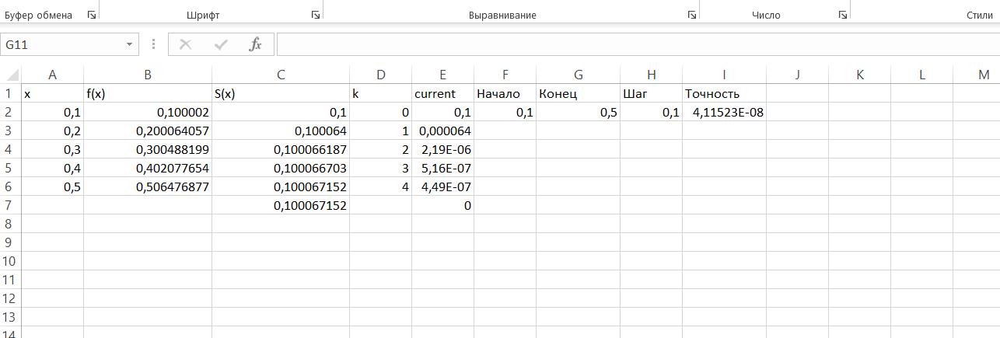 Буфер обмена Шрифт Выравнивание Число Стили
G11 fx
A B C D E F G H I J K L M
1 x f(x) S(x) k current Начало Конец Шаг Точность
2 0,1 0,100002 0,1 0 0,1 0,1 0,5 0,1 4,11523E-08
3 0,2 0,200064057 0,100064 1 0,000064
4 0,3 0,300488199 0,100066187 2 2,19E-06
5 0,4 0,402077654 0,100066703 3 5,16E-07
6 0,5 0,506476877 0,100067152 4 4,49E-07
7 0,100067152 0
8
9
10
11
12
13
14